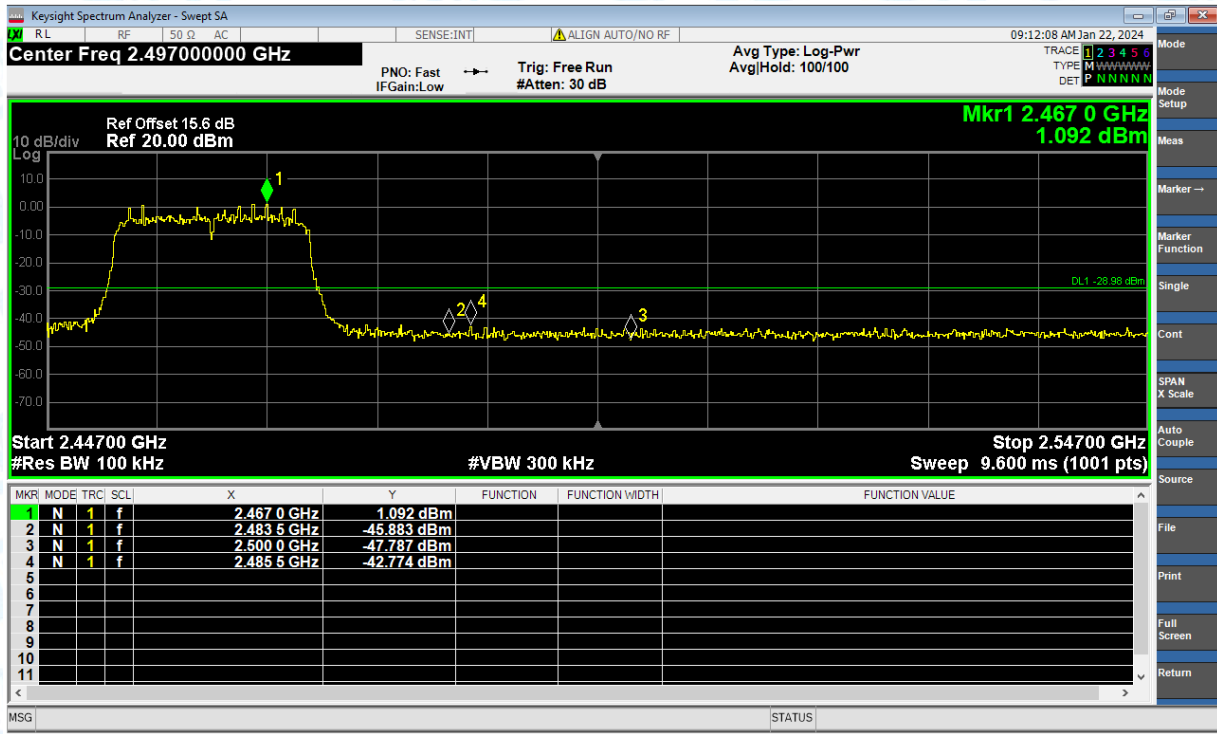 Keysight Spectrum Analyzer - Swept SA
LXI RL RF 50 Ω AC SENSE:INT ALIGN AUTO/NO RF 09:12:08 AM Jan 22, 2024
Center Freq 2.497000000 GHz
PNO: Fast
IFGain:Low
Trig: Free Run
#Atten: 30 dB
Avg Type: Log-Pwr
Avg|Hold: 100/100
TRACE 1 2 3 4 5 6
TYPE M WWWWW
DET P N N N N N
Mkr1 2.467 0 GHz
1.092 dBm
Ref Offset 15.6 dB
10 dB/div Ref 20.00 dBm
Log
10.0
0.00
-10.0
-20.0
-30.0
-40.0
-50.0
-60.0
-70.0
1
2 4
3
DL1 -28.98 dBm
Start 2.44700 GHz Stop 2.54700 GHz
#Res BW 100 kHz #VBW 300 kHz Sweep 9.600 ms (1001 pts)
MKR MODE TRC SCL X Y FUNCTION FUNCTION WIDTH FUNCTION VALUE
1 N 1 f 2.467 0 GHz 1.092 dBm
2 N 1 f 2.483 5 GHz -45.883 dBm
3 N 1 f 2.500 0 GHz -47.787 dBm
4 N 1 f 2.485 5 GHz -42.774 dBm
5
6
7
8
9
10
11
MSG STATUS
Mode
Mode
Setup
Meas
Marker →
Marker
Function
Single
Cont
SPAN
X Scale
Auto
Couple
Source
File
Print
Full
Screen
Return